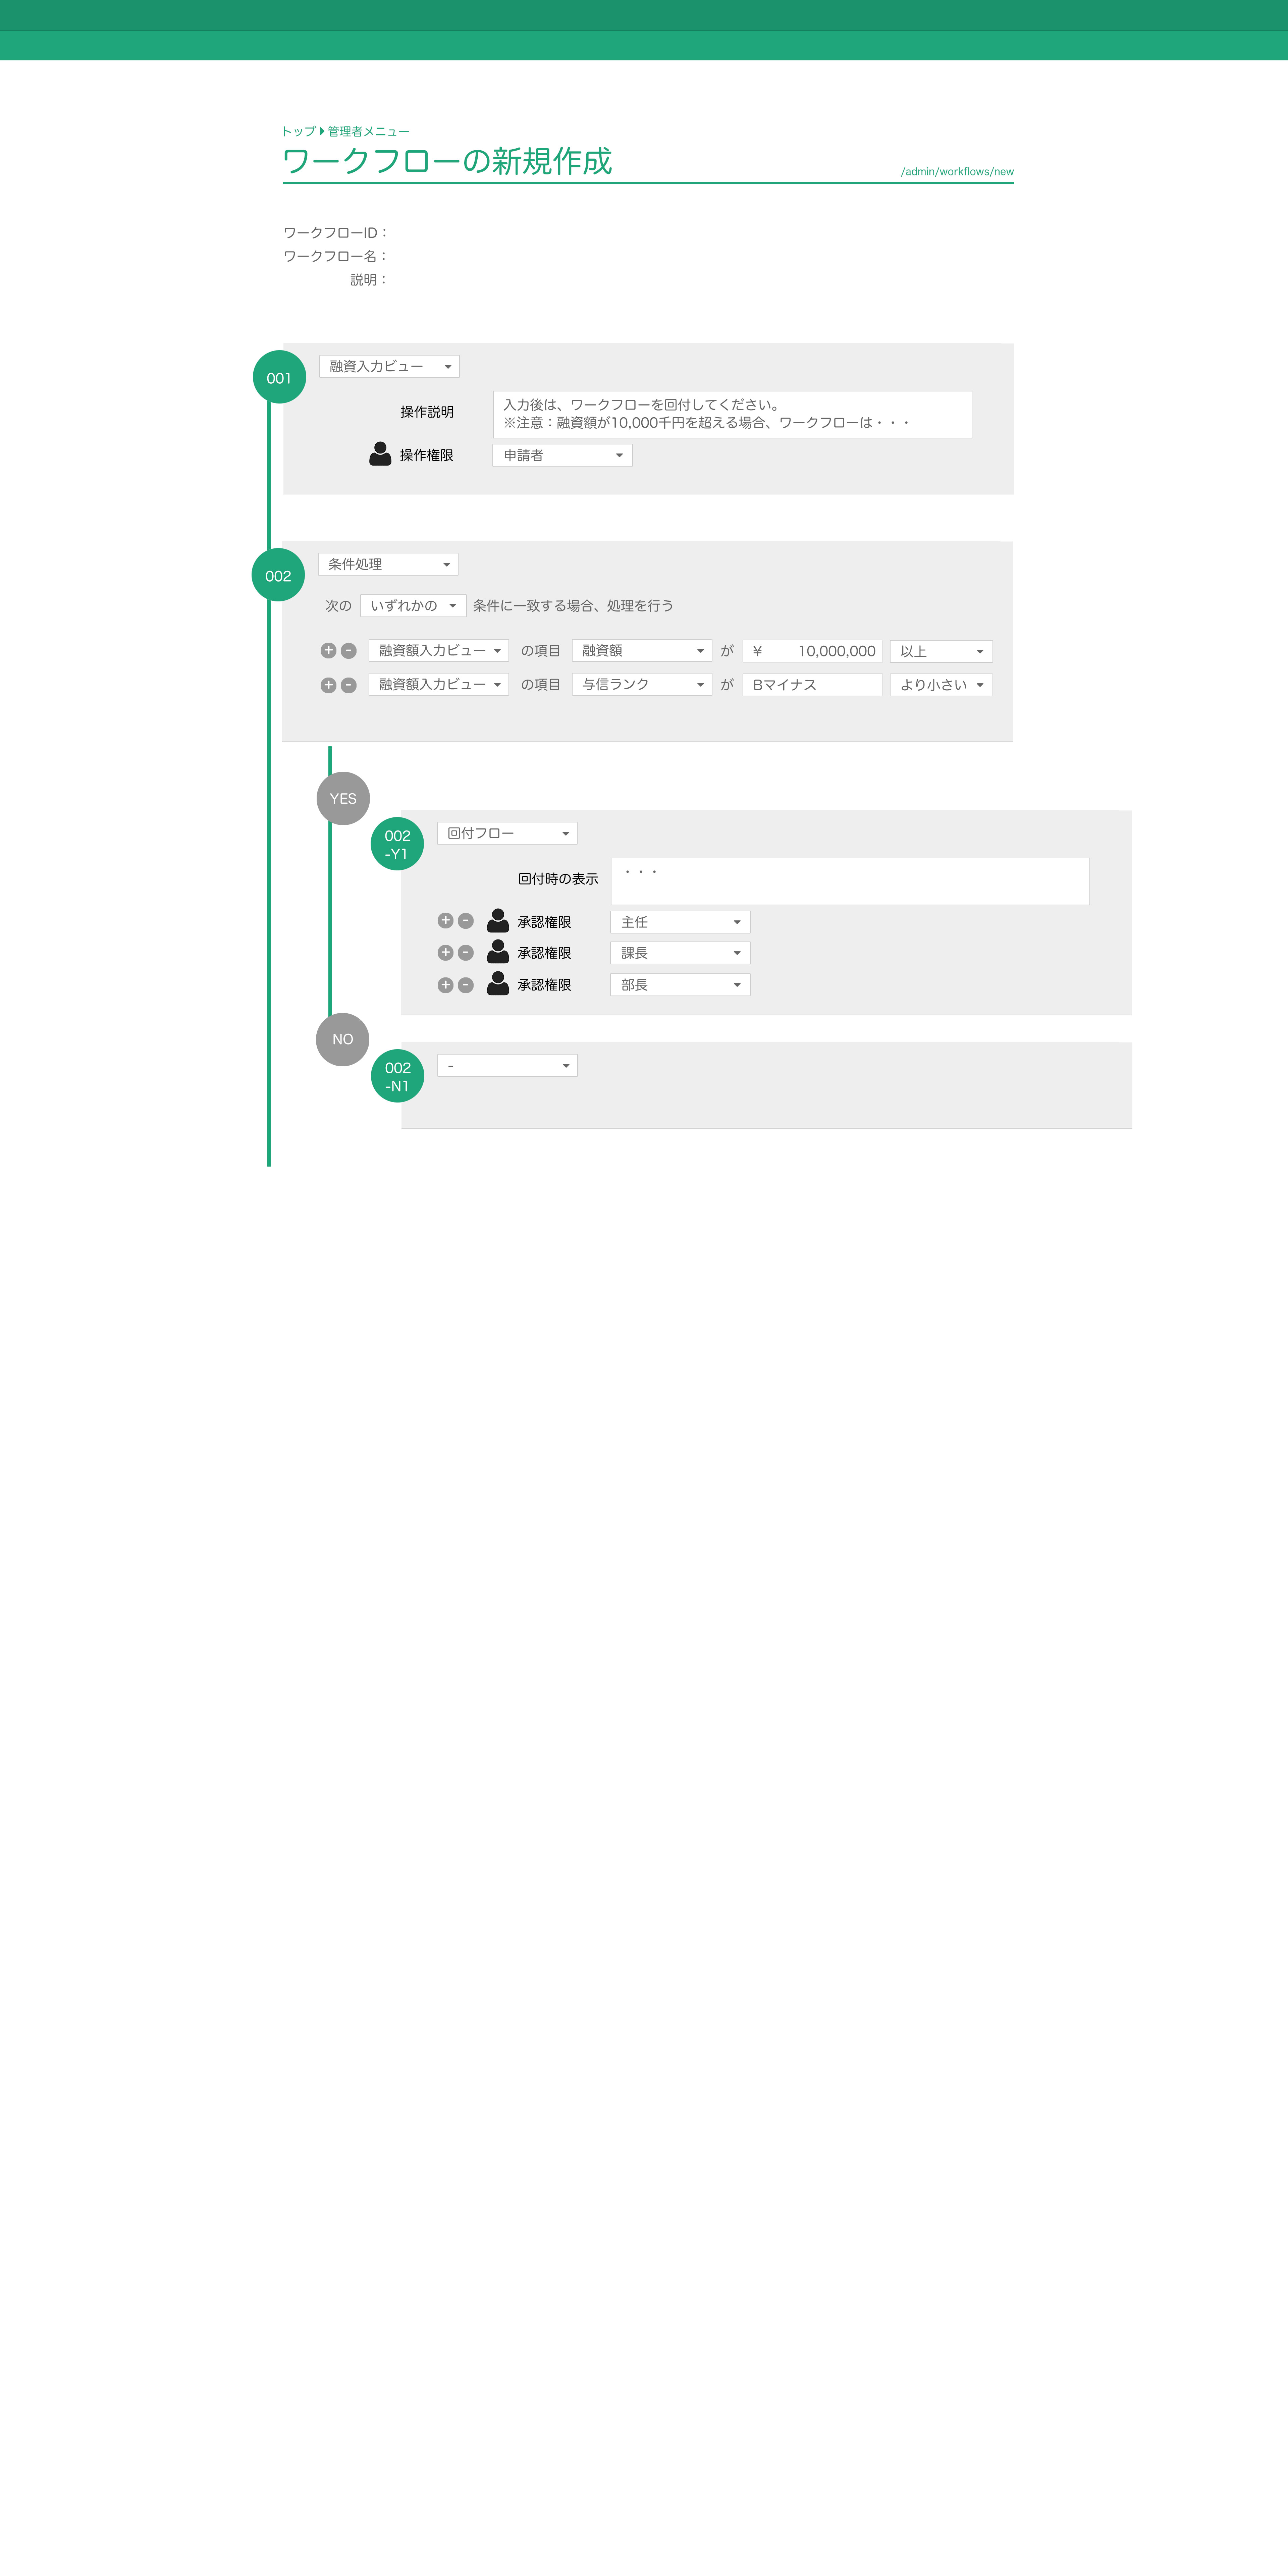 トップ 管理者メニュー
ワークフローの新規作成
/admin/workflows/new
ワークフローID：
ワークフロー名：
説明：
001
融資入力ビュー
操作説明
入力後は、ワークフローを回付してください。
※注意：融資額が10,000千円を超える場合、ワークフローは・・・
操作権限 申請者
002
条件処理
次の いずれかの 条件に一致する場合、処理を行う
+ - 融資額入力ビュー の項目 融資額 が ¥ 10,000,000 以上
+ - 融資額入力ビュー の項目 与信ランク が Bマイナス より小さい
YES
002
-Y1
回付フロー
回付時の表示
・・・
+ - 承認権限 主任
+ - 承認権限 課長
+ - 承認権限 部長
NO
002
-N1
-